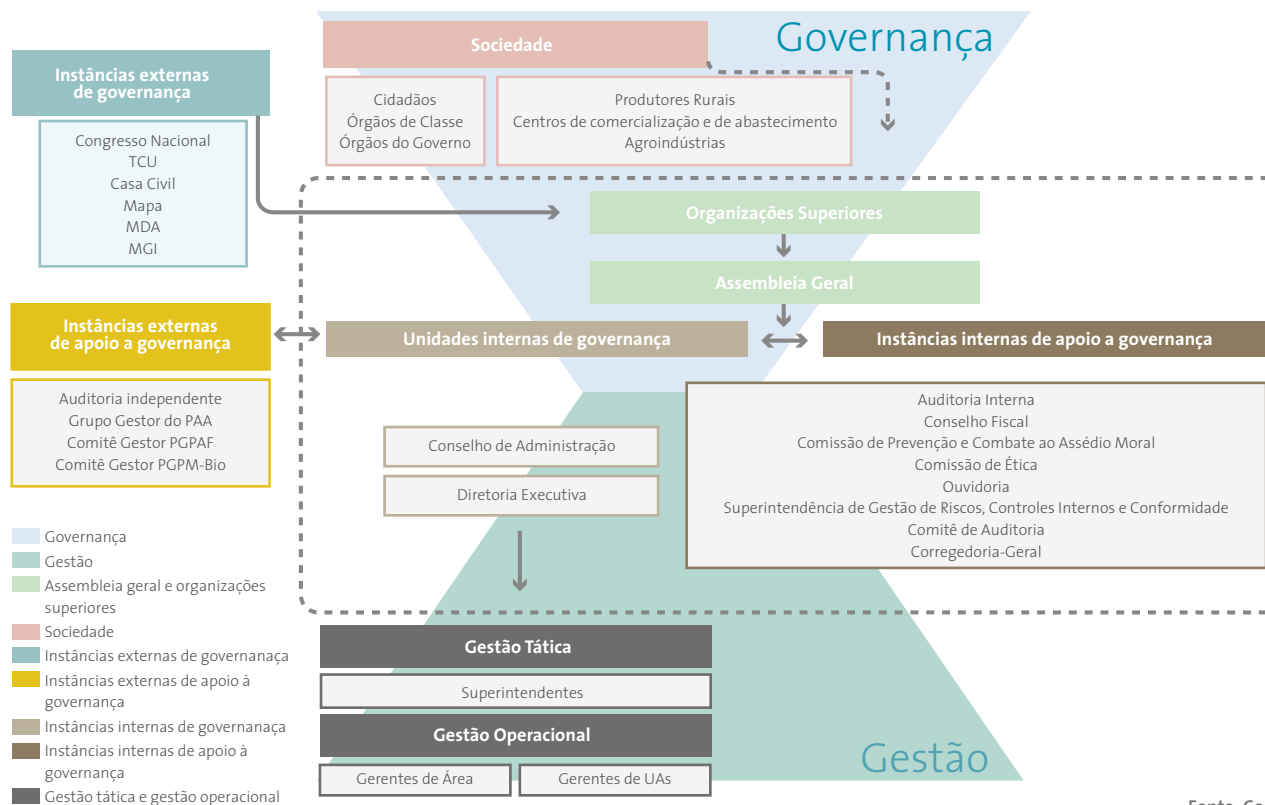 Governança
Sociedade
Instâncias externas
de governança
Cidadãos
Órgãos de Classe
Órgãos do Governo
Produtores Rurais
Centros de comercialização e de abastecimento
Agroindústrias
Congresso Nacional
TCU
Casa Civil
Mapa
MDA
MGI
Organizações Superiores
Assembleia Geral
Instâncias externas
de apoio a governança
Unidades internas de governança
Instâncias internas de apoio a governança
Auditoria independente
Grupo Gestor do PAA
Comitê Gestor PGPAF
Comitê Gestor PGPM-Bio
Conselho de Administração
Diretoria Executiva
Auditoria Interna
Conselho Fiscal
Comissão de Prevenção e Combate ao Assédio Moral
Comissão de Ética
Ouvidoria
Superintendência de Gestão de Riscos, Controles Internos e Conformidade
Comitê de Auditoria
Corregedoria-Geral
Governança
Gestão
Assembleia geral e organizações
superiores
Sociedade
Instâncias externas de governanaça
Instâncias externas de apoio à
governança
Instâncias internas de governanaça
Instâncias internas de apoio à
governança
Gestão tática e gestão operacional
Gestão Tática
Superintendentes
Gestão Operacional
Gerentes de Área
Gerentes de UAs
Gestão